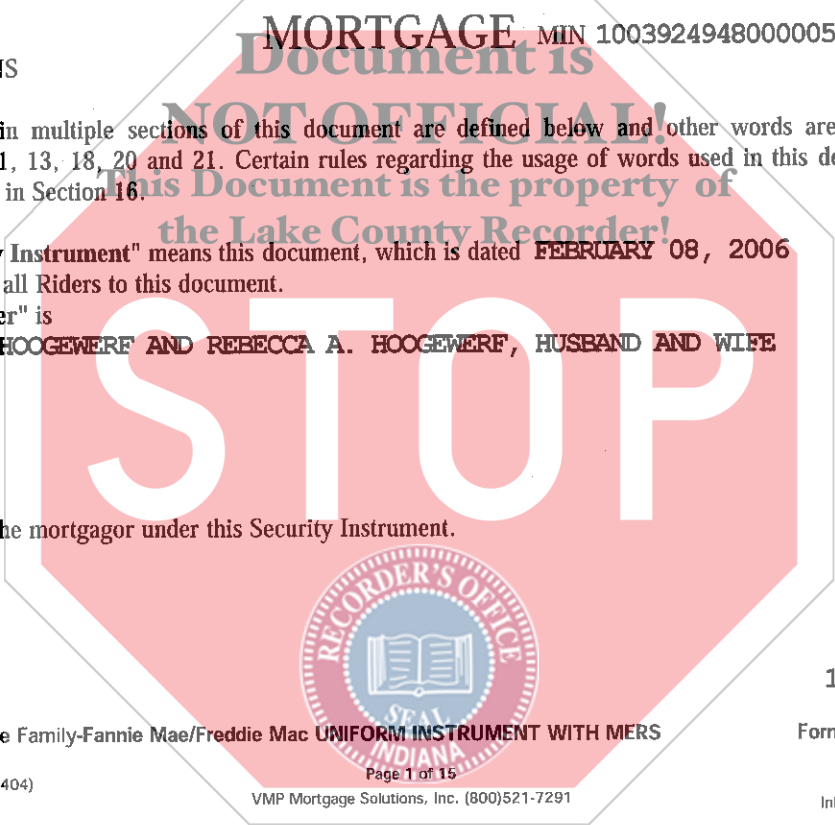 MORTGAGE MIN 1003924948000005
Document is
NS
NOT OFFICIAL!
in multiple sections of this document are defined below and other words are
1, 13, 18, 20 and 21. Certain rules regarding the usage of words used in this de
in Section 16.
This Document is the property of
the Lake County Recorder!
y Instrument" means this document, which is dated FEBRUARY 08, 2006
all Riders to this document.
er" is
HOOGEWERF AND REBECCA A. HOOGEWERF, HUSBAND AND WIFE
STOP
he mortgagor under this Security Instrument.
RECORDER'S OFFICE
SEAL
INDIANA
1
e Family-Fannie Mae/Freddie Mac UNIFORM INSTRUMENT WITH MERS
Form
404)
Page 1 of 15
VMP Mortgage Solutions, Inc. (800)521-7291